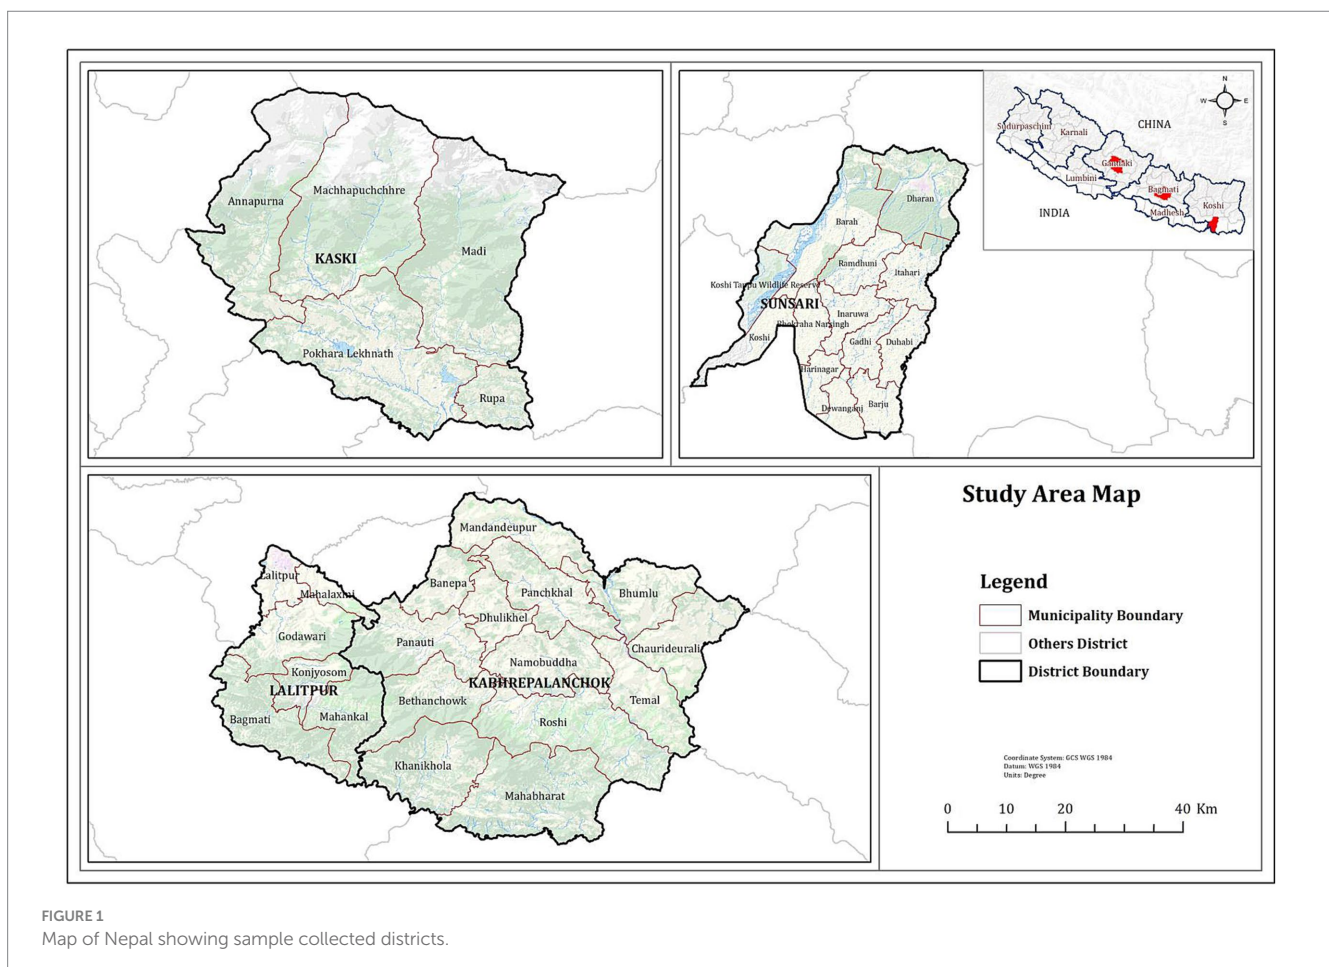 Annapurna
Machhapuchchhre
KASKI
Madi
Pokhara Lekhnath
Rupa
Dharan
Barah
Ramdhuni
Itahari
Koshi Tappu Wildlife Reserve
SUNSARI
Inaruwa
Bhokraha Narsingh
Koshi
Gadhi
Duhabi
Harinagar
Dewanganj
Barju
N
W
E
S
CHINA
Sudurpaschim
Karnali
Gandaki
Lumbini
Bagmati
Koshi
INDIA
Madhesh
Mandandeupur
Lalitpur
Mahalaxmi
Banepa
Panchkhal
Bhumlu
Dhulikhel
Godawari
Panauti
Chaurideurali
Namobuddha
Konjyosom
LALITPUR
KABHREPALANCHOK
Bethanchowk
Temal
Bagmati
Mahankal
Roshi
Khanikhola
Mahabharat
Study Area Map
Legend
Municipality Boundary
Others District
District Boundary
Coordinate System: GCS WGS 1984
Datum: WGS 1984
Units: Degree
0 10 20 40 Km
FIGURE 1
Map of Nepal showing sample collected districts.